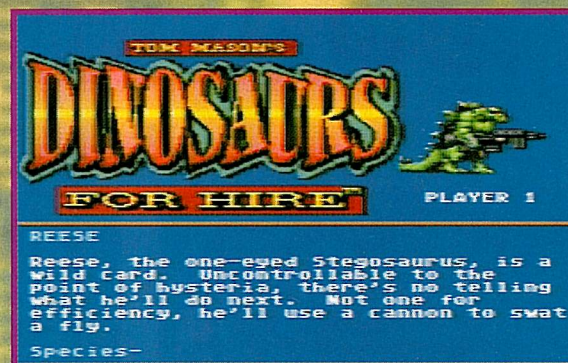 TOM MASON'S
DINOSAURS
FOR HIRE™
PLAYER 1
REESE
Reese, the one-eyed Stegosaurus, is a
wild card. Uncontrollable to the
point of hysteria, there's no telling
what he'll do next. Not one for
efficiency, he'll use a cannon to swat
a fly.
Species-